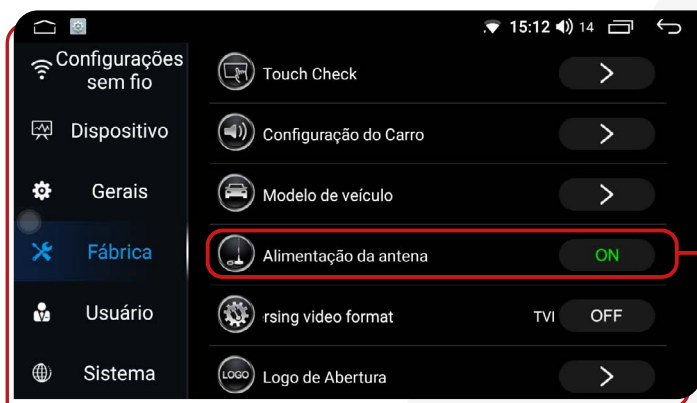 15:12 14
Configurações
sem fio
Dispositivo
Gerais
Fábrica
Usuário
Sistema
Touch Check
Configuração do Carro
Modelo de veículo
Alimentação da antena ON
rsing video format TVI OFF
LOGO Logo de Abertura